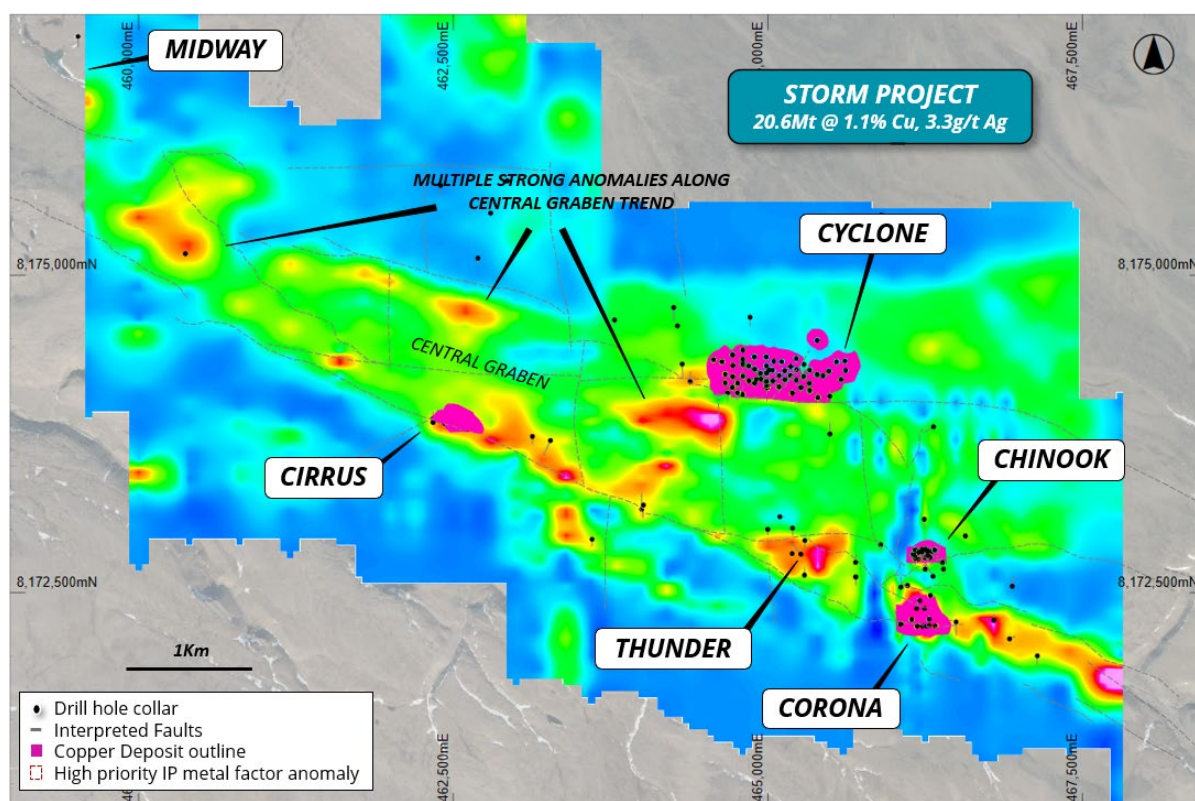 MIDWAY
460,000mE
462,500mE
467,500mE
STORM PROJECT
20.6Mt @ 1.1% Cu, 3.3g/t Ag
MULTIPLE STRONG ANOMALIES ALONG
CENTRAL GRABEN TREND
CYCLONE
8,175,000mN
8,175,000mN
CENTRAL GRABEN
CIRRUS
CHINOOK
8,172,500mN
8,172,500mN
THUNDER
1Km
CORONA
Drill hole collar
Interpreted Faults
Copper Deposit outline
High priority IP metal factor anomaly
462,500mE
465,000mE
467,500mE